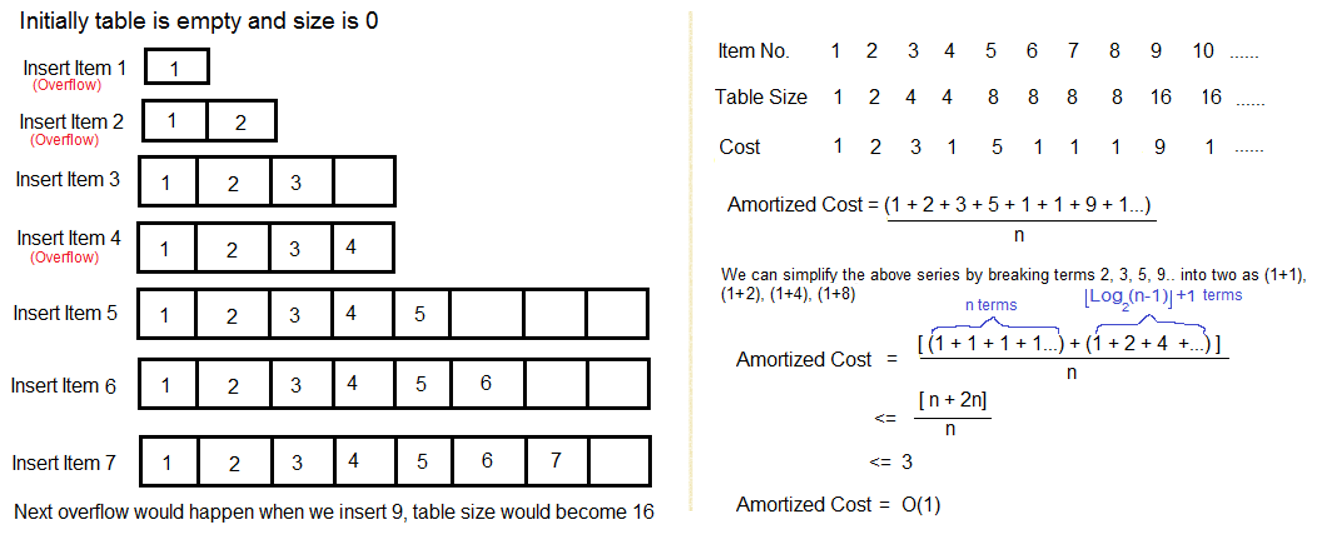 Initially table is empty and size is 0
Insert Item 1
(Overflow)
1
Insert Item 2
(Overflow)
1 2
Insert Item 3
1 2 3
Insert Item 4
(Overflow)
1 2 3 4
Insert Item 5
1 2 3 4 5
Insert Item 6
1 2 3 4 5 6
Insert Item 7
1 2 3 4 5 6 7
Next overflow would happen when we insert 9, table size would become 16
Item No. 1 2 3 4 5 6 7 8 9 10 ......
Table Size 1 2 4 4 8 8 8 8 16 16 ......
Cost 1 2 3 1 5 1 1 1 9 1 ......
Amortized Cost = (1 + 2 + 3 + 5 + 1 + 1 + 9 + 1...)
n
We can simplify the above series by breaking terms 2, 3, 5, 9.. into two as (1+1),
(1+2), (1+4), (1+8)
n terms ⌊Log₂(n-1)⌋+1 terms
Amortized Cost = [ (1 + 1 + 1 + 1...) + (1 + 2 + 4 +...) ]
n
<= [ n + 2n]
n
<= 3
Amortized Cost = O(1)